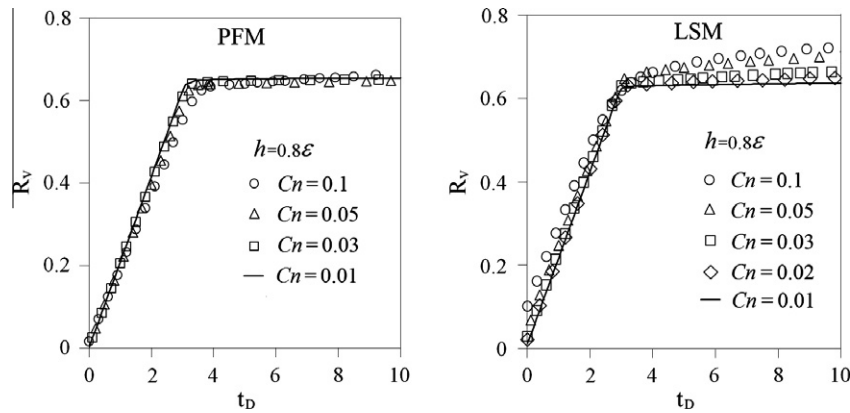 PFM
0.8
0.6
0.4
0.2
0
R_v
h=0.8ε
Cn = 0.1
Cn = 0.05
Cn = 0.03
Cn = 0.01
0 2 4 6 8 10
t_D
LSM
0.8
0.6
0.4
0.2
0
R_v
h=0.8ε
Cn = 0.1
Cn = 0.05
Cn = 0.03
Cn = 0.02
Cn = 0.01
0 2 4 6 8 10
t_D